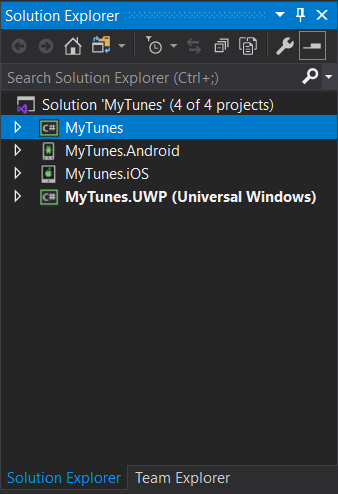 Solution Explorer
Search Solution Explorer (Ctrl+;)
Solution 'MyTunes' (4 of 4 projects)
C# MyTunes
MyTunes.Android
MyTunes.iOS
C# MyTunes.UWP (Universal Windows)
Solution Explorer Team Explorer